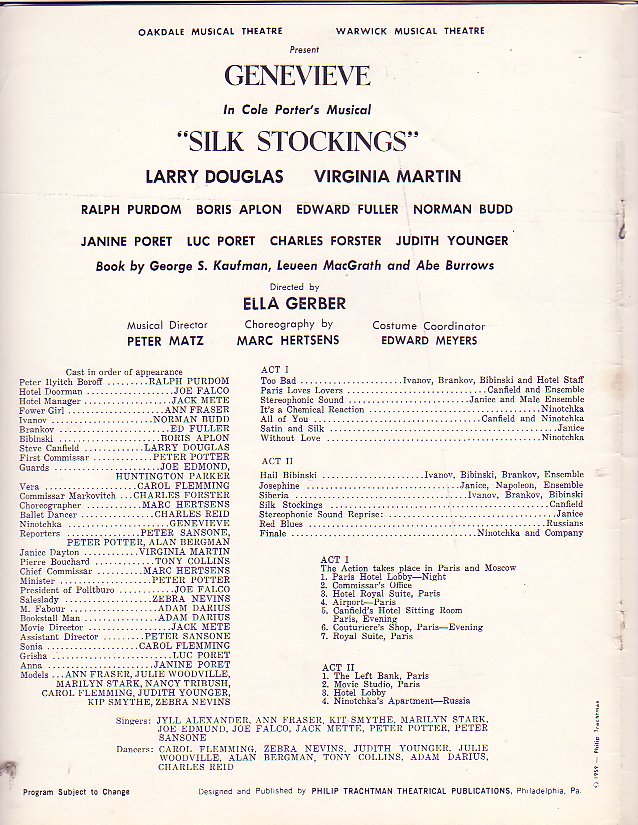 OAKDALE MUSICAL THEATRE WARWICK MUSICAL THEATRE
Present
GENEVIEVE
In Cole Porter's Musical
"SILK STOCKINGS"
LARRY DOUGLAS VIRGINIA MARTIN
RALPH PURDOM BORIS APLON EDWARD FULLER NORMAN BUDD
JANINE PORET LUC PORET CHARLES FORSTER JUDITH YOUNGER
Book by George S. Kaufman, Leueen MacGrath and Abe Burrows
Directed by
ELLA GERBER
Musical Director Choreography by Costume Coordinator
PETER MATZ MARC HERTSENS EDWARD MEYERS
Cast in order of appearance
Peter Ilyitch Boroff .........RALPH PURDOM
Hotel Doorman ..................JOE FALCO
Hotel Manager ..................JACK METE
Fower Girl .....................ANN FRASER
Ivanov .......................NORMAN BUDD
Brankov .......................ED FULLER
Bibinski ......................BORIS APLON
Steve Canfield .............LARRY DOUGLAS
First Commissar .............PETER POTTER
Guards .......................JOE EDMOND,
HUNTINGTON PARKER
Vera .....................CAROL FLEMMING
Commissar Markovitch ...CHARLES FORSTER
Choreographer ............MARC HERTSENS
Ballet Dancer ...............CHARLES REID
Ninotchka .....................GENEVIEVE
Reporters ................PETER SANSONE,
PETER POTTER, ALAN BERGMAN
Janice Dayton ............VIRGINIA MARTIN
Pierre Bouchard .............TONY COLLINS
Chief Commissar ..........MARC HERTSENS
Minister ....................PETER POTTER
President of Politburo ...........JOE FALCO
Saleslady ..................ZEBRA NEVINS
M. Fabour ..................ADAM DARIUS
Bookstall Man ...............ADAM DARIUS
Movie Director ..................JACK METE
Assistant Director .........PETER SANSONE
Sonia ....................CAROL FLEMMING
Grisha .........................LUC PORET
Anna .......................JANINE PORET
Models ...ANN FRASER, JULIE WOODVILLE,
MARILYN STARK, NANCY TRIBUSH,
CAROL FLEMMING, JUDITH YOUNGER,
KIP SMYTHE, ZEBRA NEVINS
ACT I
Too Bad ......................Ivanov, Brankov, Bibinski and Hotel Staff
Paris Loves Lovers ..............................Canfield and Ensemble
Stereophonic Sound ..........................Janice and Male Ensemble
It's a Chemical Reaction .....................................Ninotchka
All of You ....................................Canfield and Ninotchka
Satin and Silk ................................................Janice
Without Love ................................................Ninotchka
ACT II
Hail Bibinski ......................Ivanov, Bibinski, Brankov, Ensemble
Josephine .................................Janice, Napoleon, Ensemble
Siberia .....................................Ivanov, Brankov, Bibinski
Silk Stockings ...............................................Canfield
Stereophonic Sound Reprise: ....................................Janice
Red Blues ...................................................Russians
Finale ........................................Ninotchka and Company
ACT I
The Action takes place in Paris and Moscow
1. Paris Hotel Lobby—Night
2. Commissar's Office
3. Hotel Royal Suite, Paris
4. Airport—Paris
5. Canfield's Hotel Sitting Room
Paris, Evening
6. Couturiere's Shop, Paris—Evening
7. Royal Suite, Paris
ACT II
1. The Left Bank, Paris
2. Movie Studio, Paris
3. Hotel Lobby
4. Ninotchka's Apartment—Russia
Singers: JYLL ALEXANDER, ANN FRASER, KIT SMYTHE, MARILYN STARK,
JOE EDMUND, JOE FALCO, JACK METTE, PETER POTTER, PETER
SANSONE
Dancers: CAROL FLEMMING, ZEBRA NEVINS, JUDITH YOUNGER, JULIE
WOODVILLE, ALAN BERGMAN, TONY COLLINS, ADAM DARIUS,
CHARLES REID
Program Subject to Change
Designed and Published by PHILIP TRACHTMAN THEATRICAL PUBLICATIONS, Philadelphia, Pa.
© 1959 — Philip Trachtman